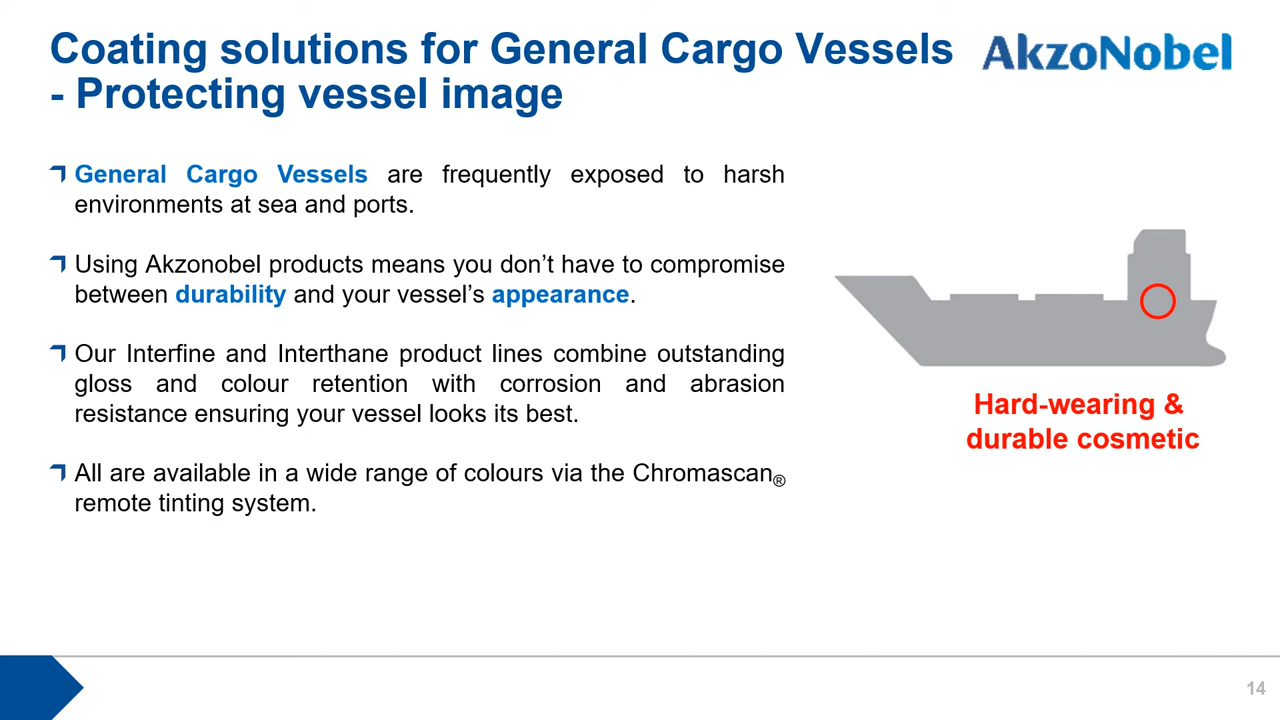 Coating solutions for General Cargo Vessels
- Protecting vessel image
AkzoNobel
General Cargo Vessels are frequently exposed to harsh
environments at sea and ports.
Using Akzonobel products means you don’t have to compromise
between durability and your vessel’s appearance.
Our Interfine and Interthane product lines combine outstanding
gloss and colour retention with corrosion and abrasion
resistance ensuring your vessel looks its best.
All are available in a wide range of colours via the Chromascan®
remote tinting system.
Hard-wearing &
durable cosmetic
14